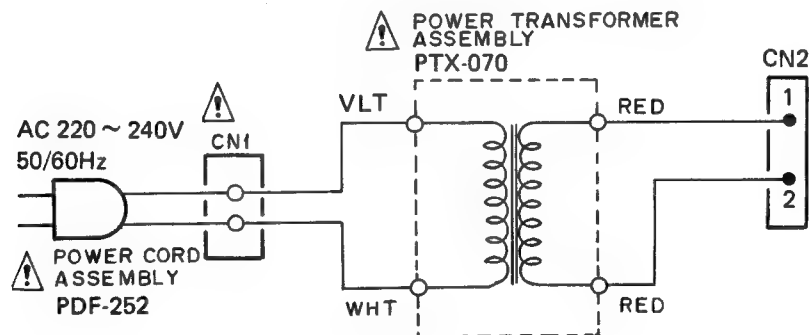 POWER TRANSFORMER
ASSEMBLY
PTX-070
CN2
VLT
RED
1
AC 220 ~ 240V
50/60Hz
CN1
2
POWER CORD
ASSEMBLY
PDF-252
WHT
RED